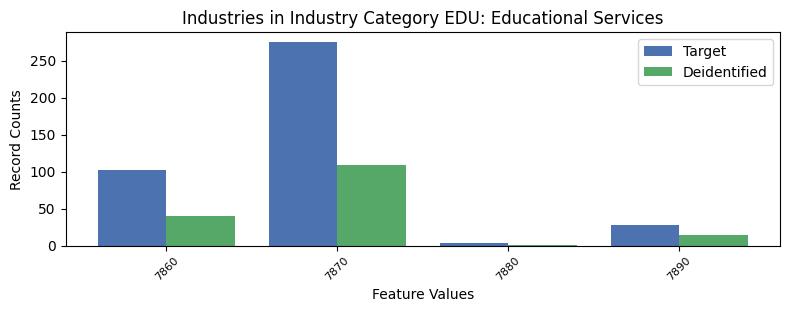 Industries in Industry Category EDU: Educational Services
Target
Deidentified
Record Counts
250
200
150
100
50
0
7860
7870
7880
7890
Feature Values